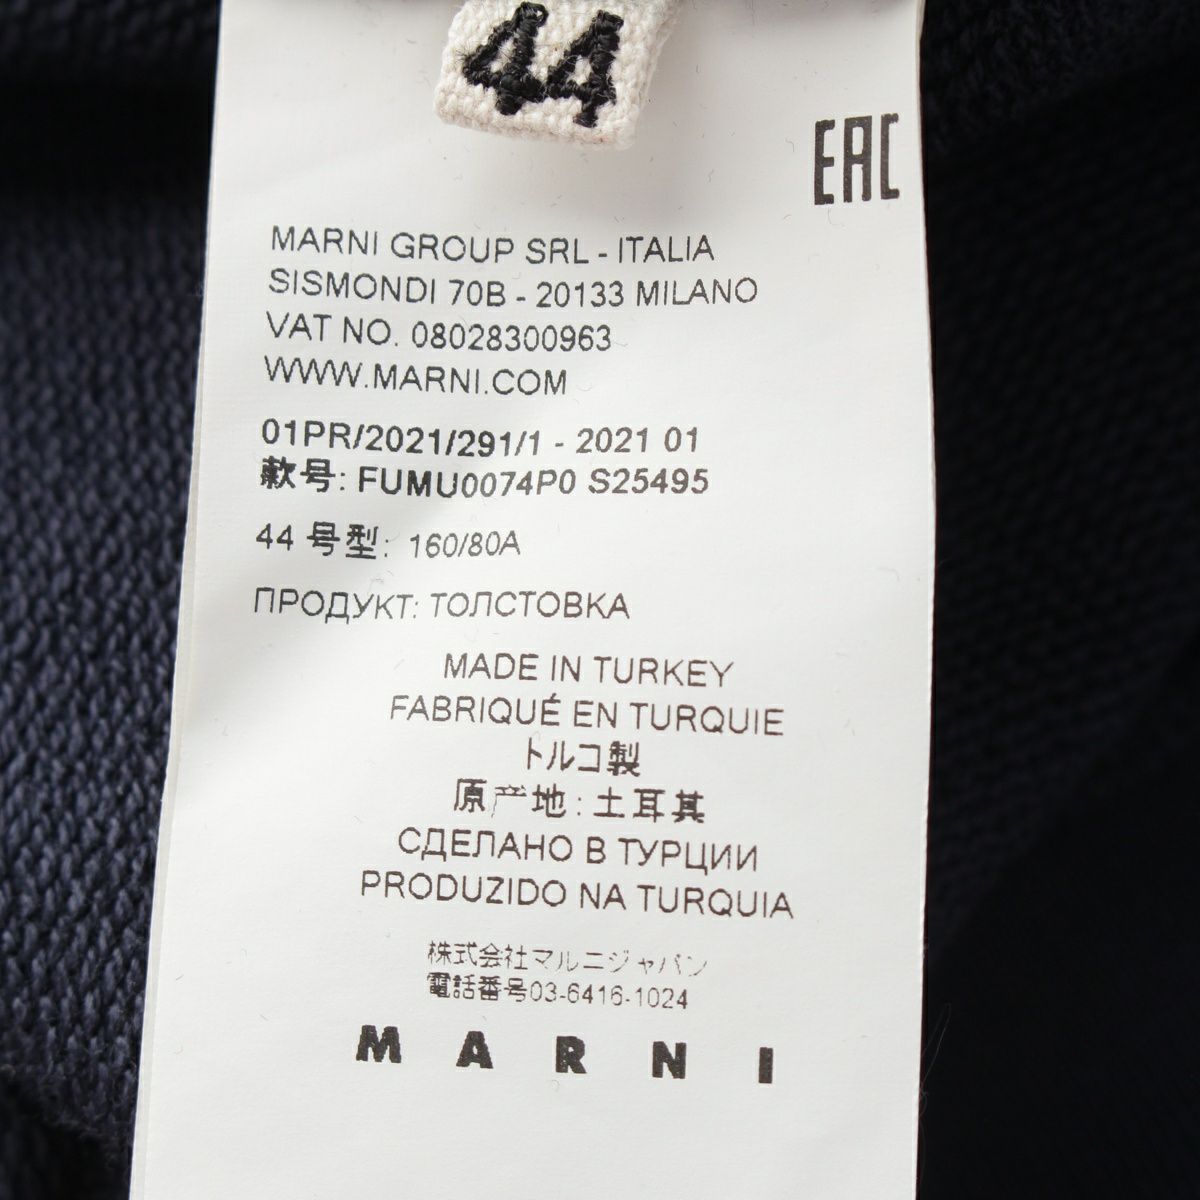 44
EAC
MARNI GROUP SRL - ITALIA
SISMONDI 70B - 20133 MILANO
VAT NO. 08028300963
WWW.MARNI.COM
01PR/2021/291/1 - 2021 01
款号: FUMU0074P0 S25495
44 号型: 160/80A
ПРОДУКТ: ТОЛСТОВКА
MADE IN TURKEY
FABRIQUÉ EN TURQUIE
トルコ製
原产地: 土耳其
СДЕЛАНО В ТУРЦИИ
PRODUZIDO NA TURQUIA
株式会社マルニジャパン
電話番号03-6416-1024
MARNI